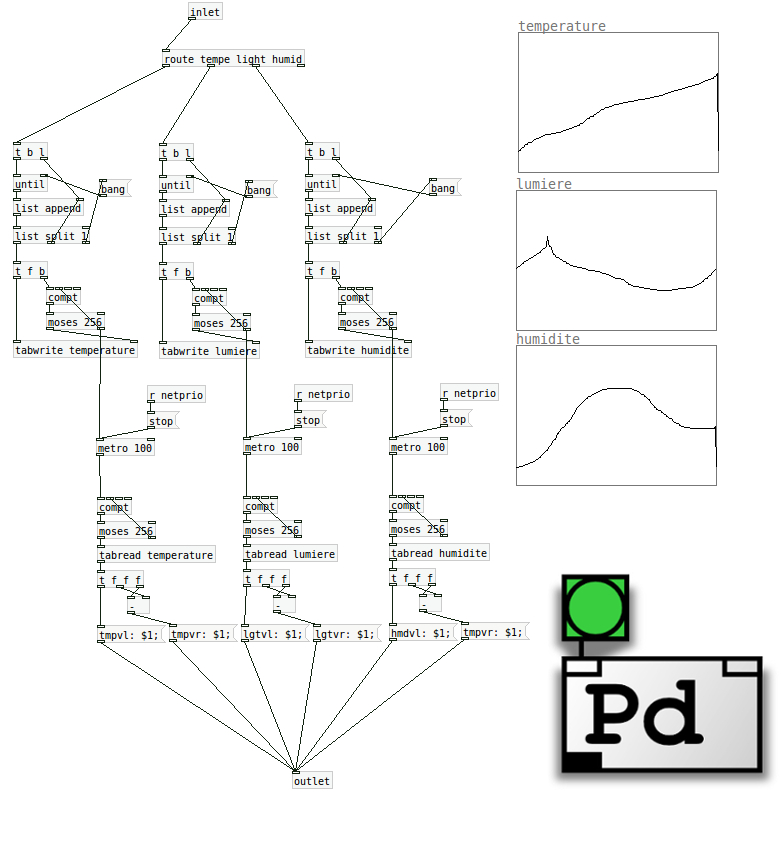 inlet
temperature
route tempe light humid
t b l
t b l
t b l
until
bang
until
bang
until
bang
lumiere
list append
list append
list append
list split 1
list split 1
list split 1
t f b
t f b
t f b
compt
compt
compt
moses 256
moses 256
moses 256
humidite
tabwrite temperature
tabwrite lumiere
tabwrite humidite
r netprio
r netprio
r netprio
stop
stop
stop
metro 100
metro 100
metro 100
compt
compt
compt
moses 256
moses 256
moses 256
tabread temperature
tabread lumiere
tabread humidite
t f f f
t f f f
t f f f
-
-
-
tmpvl: $1;
tmpvr: $1;
lgtvl: $1;
lgtvr: $1;
hmdvl: $1;
tmpvr: $1;
Pd
outlet